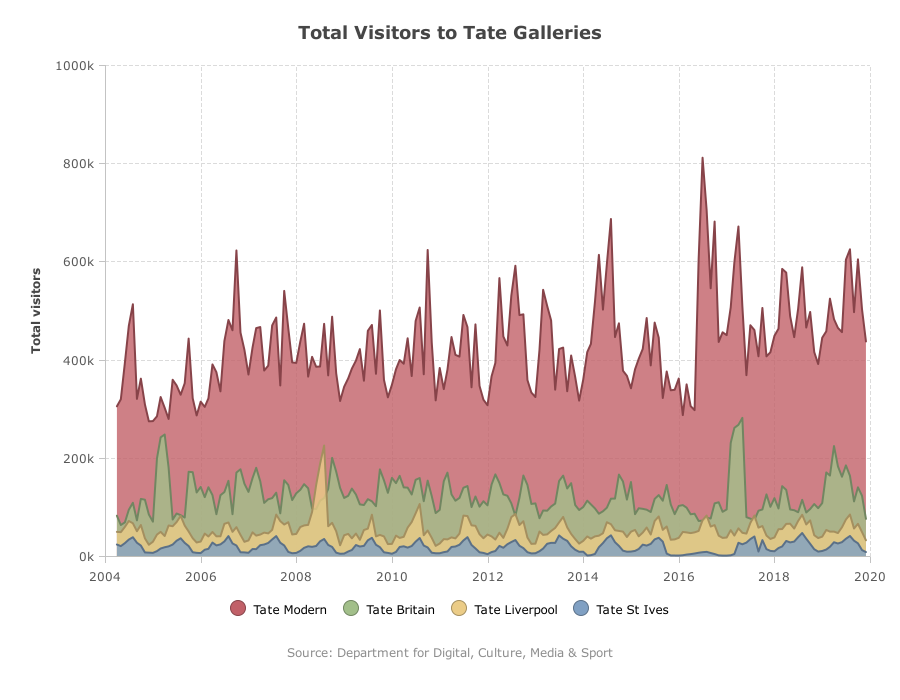 Total Visitors to Tate Galleries
1000k
800k
600k
400k
200k
0k
Total visitors
2004 2006 2008 2010 2012 2014 2016 2018 2020
Tate Modern Tate Britain Tate Liverpool Tate St Ives
Source: Department for Digital, Culture, Media & Sport